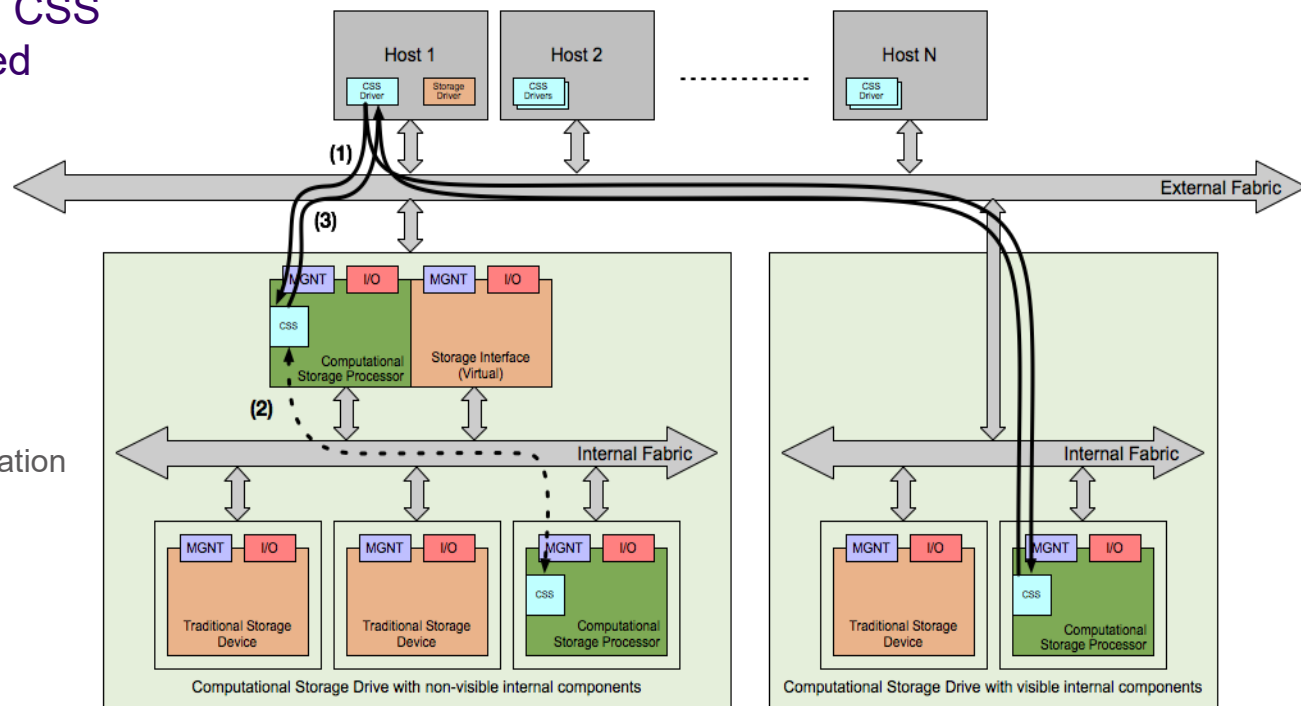 CSS
ed
ation
Host 1
CSS
Driver
Storage
Driver
Host 2
CSS
Drivers
Host N
CSS
Driver
(1)
External Fabric
(3)
MGNT
I/O
MGNT
I/O
CSS
Computational
Storage Processor
Storage Interface
(Virtual)
(2)
Internal Fabric
MGNT
I/O
Traditional Storage
Device
MGNT
I/O
Traditional Storage
Device
MGNT
I/O
CSS
Computational
Storage Processor
Computational Storage Drive with non-visible internal components
Internal Fabric
MGNT
I/O
Traditional Storage
Device
MGNT
I/O
CSS
Computational
Storage Processor
Computational Storage Drive with visible internal components